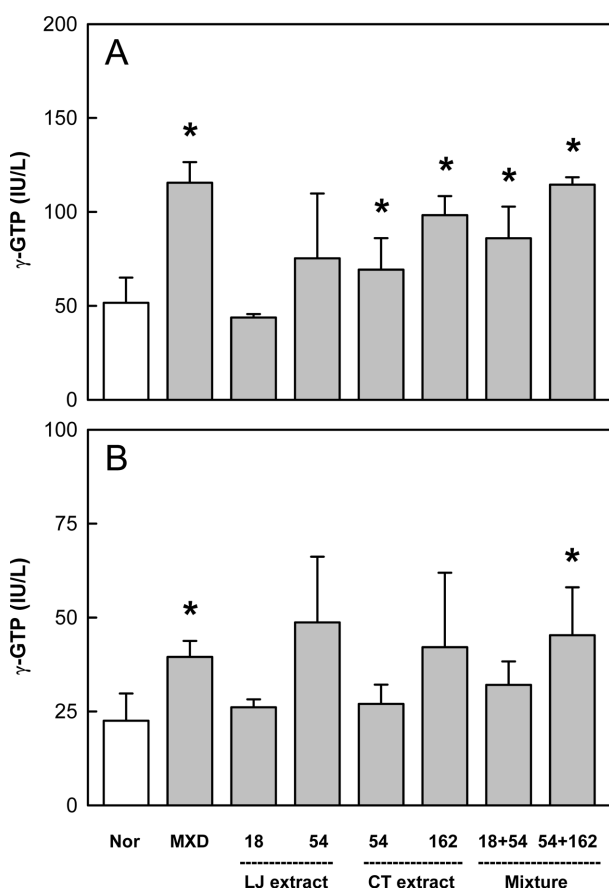 A
200
150
100
50
0
γ-GTP (IU/L)
* * * * *
B
100
75
50
25
0
γ-GTP (IU/L)
* *
Nor MXD 18 54 54 162 18+54 54+162
LJ extract CT extract Mixture